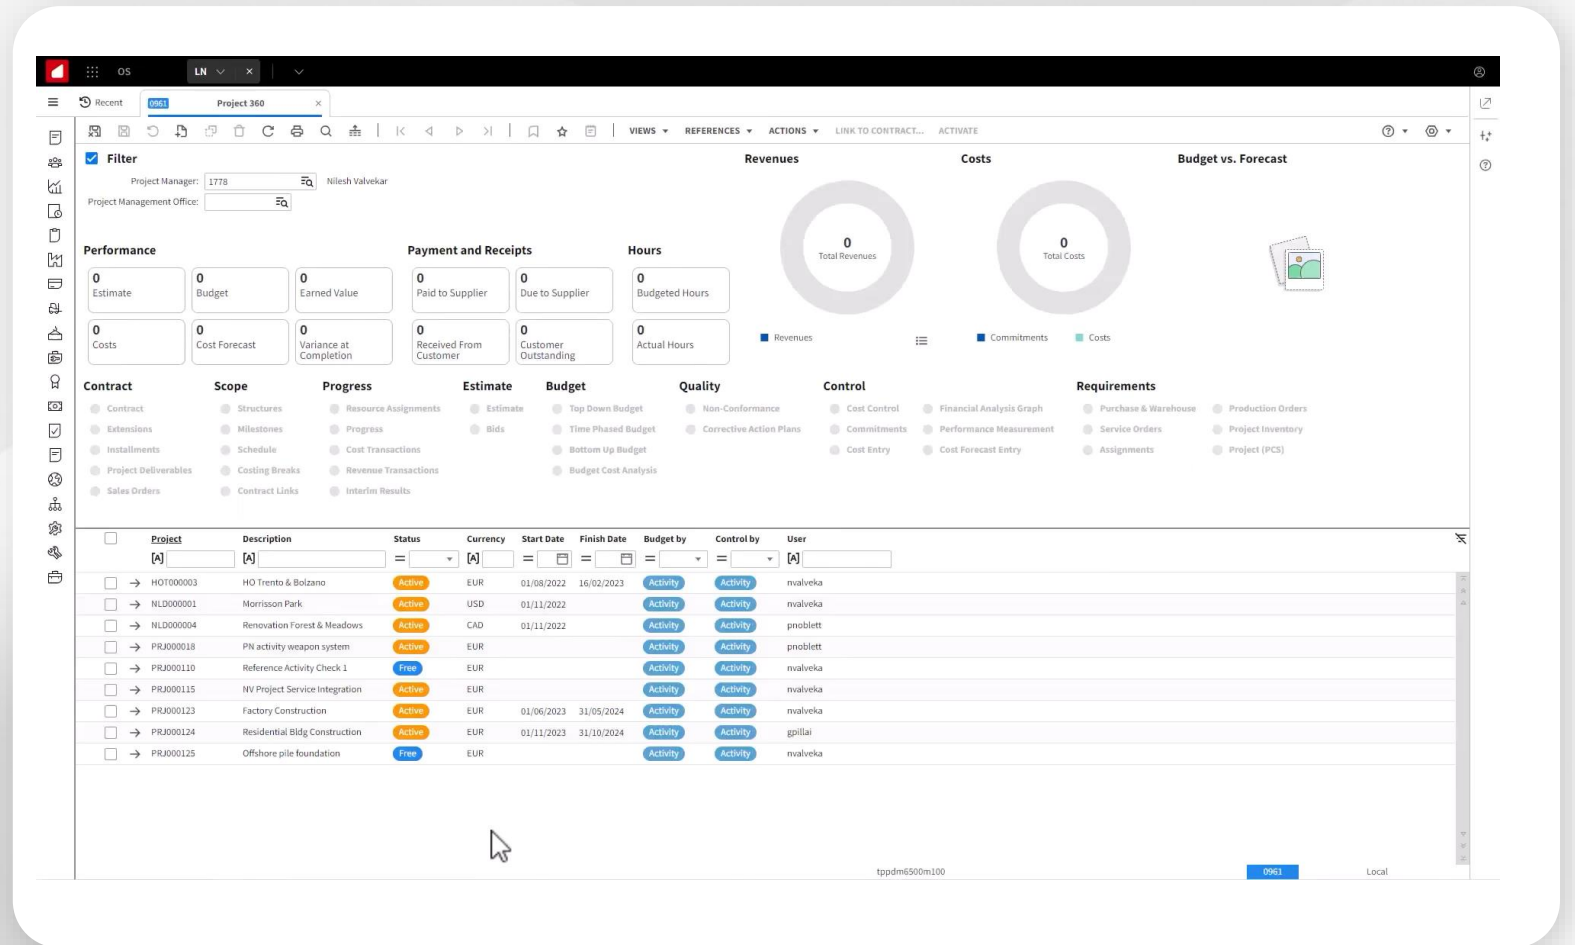 OS LN
Recent 0961 Project 360
VIEWS REFERENCES ACTIONS LINK TO CONTRACT... ACTIVATE
Filter
Project Manager: 1778 Nilesh Valvekar
Project Management Office:
Revenues Costs Budget vs. Forecast
0 0
Total Revenues Total Costs
Revenues Commitments Costs
Performance Payment and Receipts Hours
0 0 0 0 0 0
Estimate Budget Earned Value Paid to Supplier Due to Supplier Budgeted Hours
0 0 0 0 0 0
Costs Cost Forecast Variance at Received From Customer Actual Hours
Completion Customer Outstanding
Contract Scope Progress Estimate Budget Quality Control Requirements
Contract Structures Resource Assignments Estimate Top Down Budget Non-Conformance Cost Control Financial Analysis Graph Purchase & Warehouse Production Orders
Extensions Milestones Progress Bids Time Phased Budget Corrective Action Plans Commitments Performance Measurement Service Orders Project Inventory
Installments Schedule Cost Transactions Bottom Up Budget Cost Entry Cost Forecast Entry Assignments Project (PCS)
Project Deliverables Costing Breaks Revenue Transactions Budget Cost Analysis
Sales Orders Contract Links Interim Results
Project Description Status Currency Start Date Finish Date Budget by Control by User
[A] [A] = [A] = = = = [A]
HOT000003 HO Trento & Bolzano Active EUR 01/08/2022 16/02/2023 Activity Activity nvalveka
NLD000001 Morrisson Park Active USD 01/11/2022 Activity Activity nvalveka
NLD000004 Renovation Forest & Meadows Active CAD 01/11/2022 Activity Activity pnoblett
PRJ000018 PN activity weapon system Active EUR Activity Activity pnoblett
PRJ000110 Reference Activity Check 1 Free EUR Activity Activity nvalveka
PRJ000115 NV Project Service Integration Active EUR Activity Activity nvalveka
PRJ000123 Factory Construction Active EUR 01/06/2023 31/05/2024 Activity Activity nvalveka
PRJ000124 Residential Bldg Construction Active EUR 01/11/2023 31/10/2024 Activity Activity gpillai
PRJ000125 Offshore pile foundation Free EUR Activity Activity nvalveka
tppdm6500m100 0961 Local